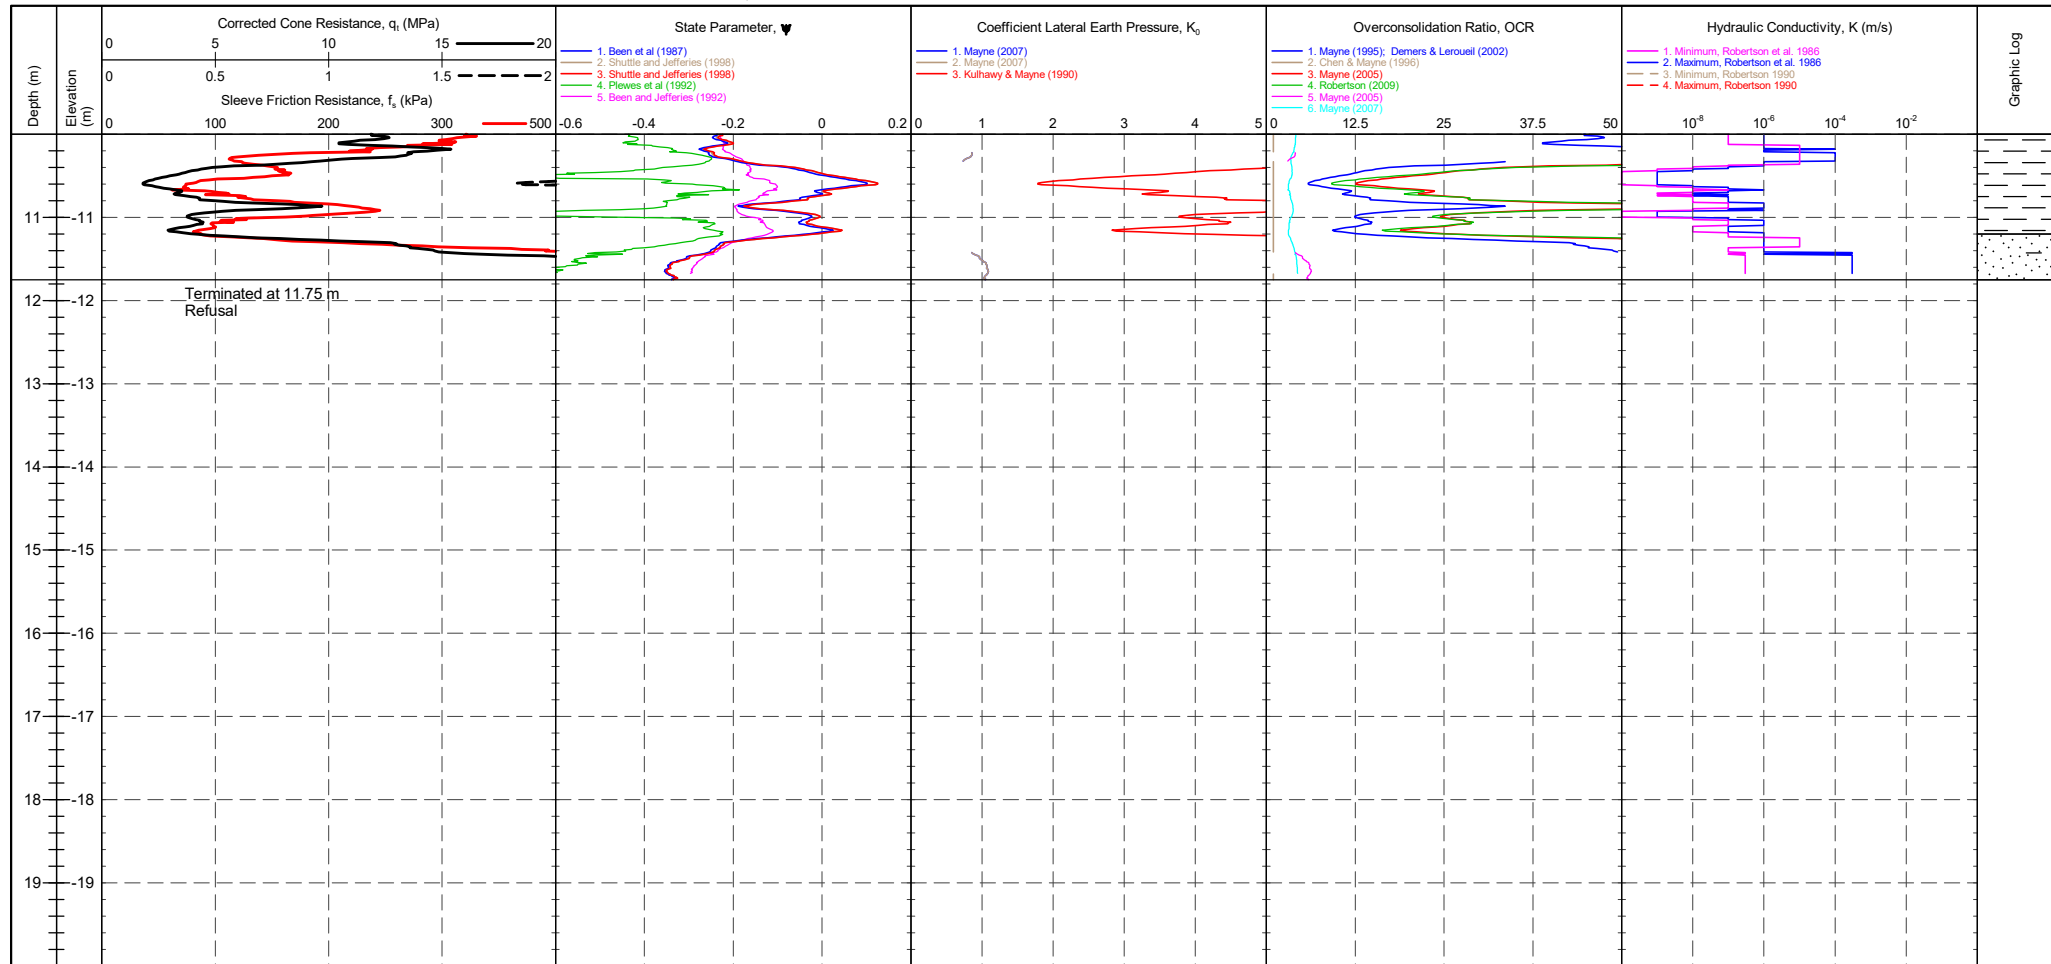 Corrected Cone Resistance, qt (MPa)
0 5 10 15 20
0 0.5 1 1.5 2
Sleeve Friction Resistance, fs (kPa)
100 200 300 500
Depth (m)
Elevation (m)
State Parameter, ψ
1. Been et al (1987)
2. Shuttle and Jefferies (1998)
3. Shuttle and Jefferies (1998)
4. Plewes et al (1992)
5. Been and Jefferies (1992)
-0.6 -0.4 -0.2 0 0.2
Coefficient Lateral Earth Pressure, K0
1. Mayne (2007)
2. Mayne (2007)
3. Kulhawy & Mayne (1990)
0 1 2 3 4 5
Overconsolidation Ratio, OCR
1. Mayne (1995); Demers & Leroueil (2002)
2. Chen & Mayne (1996)
3. Mayne (2005)
4. Robertson (2009)
5. Mayne (2005)
6. Mayne (2007)
0 12.5 25 37.5 50
Hydraulic Conductivity, K (m/s)
1. Minimum, Robertson et al. 1986
2. Maximum, Robertson et al. 1986
3. Minimum, Robertson 1990
4. Maximum, Robertson 1990
10-8 10-6 10-4 10-2
Graphic Log
11 -11
Terminated at 11.75 m
Refusal
12 -12
13 -13
14 -14
15 -15
16 -16
17 -17
18 -18
19 -19